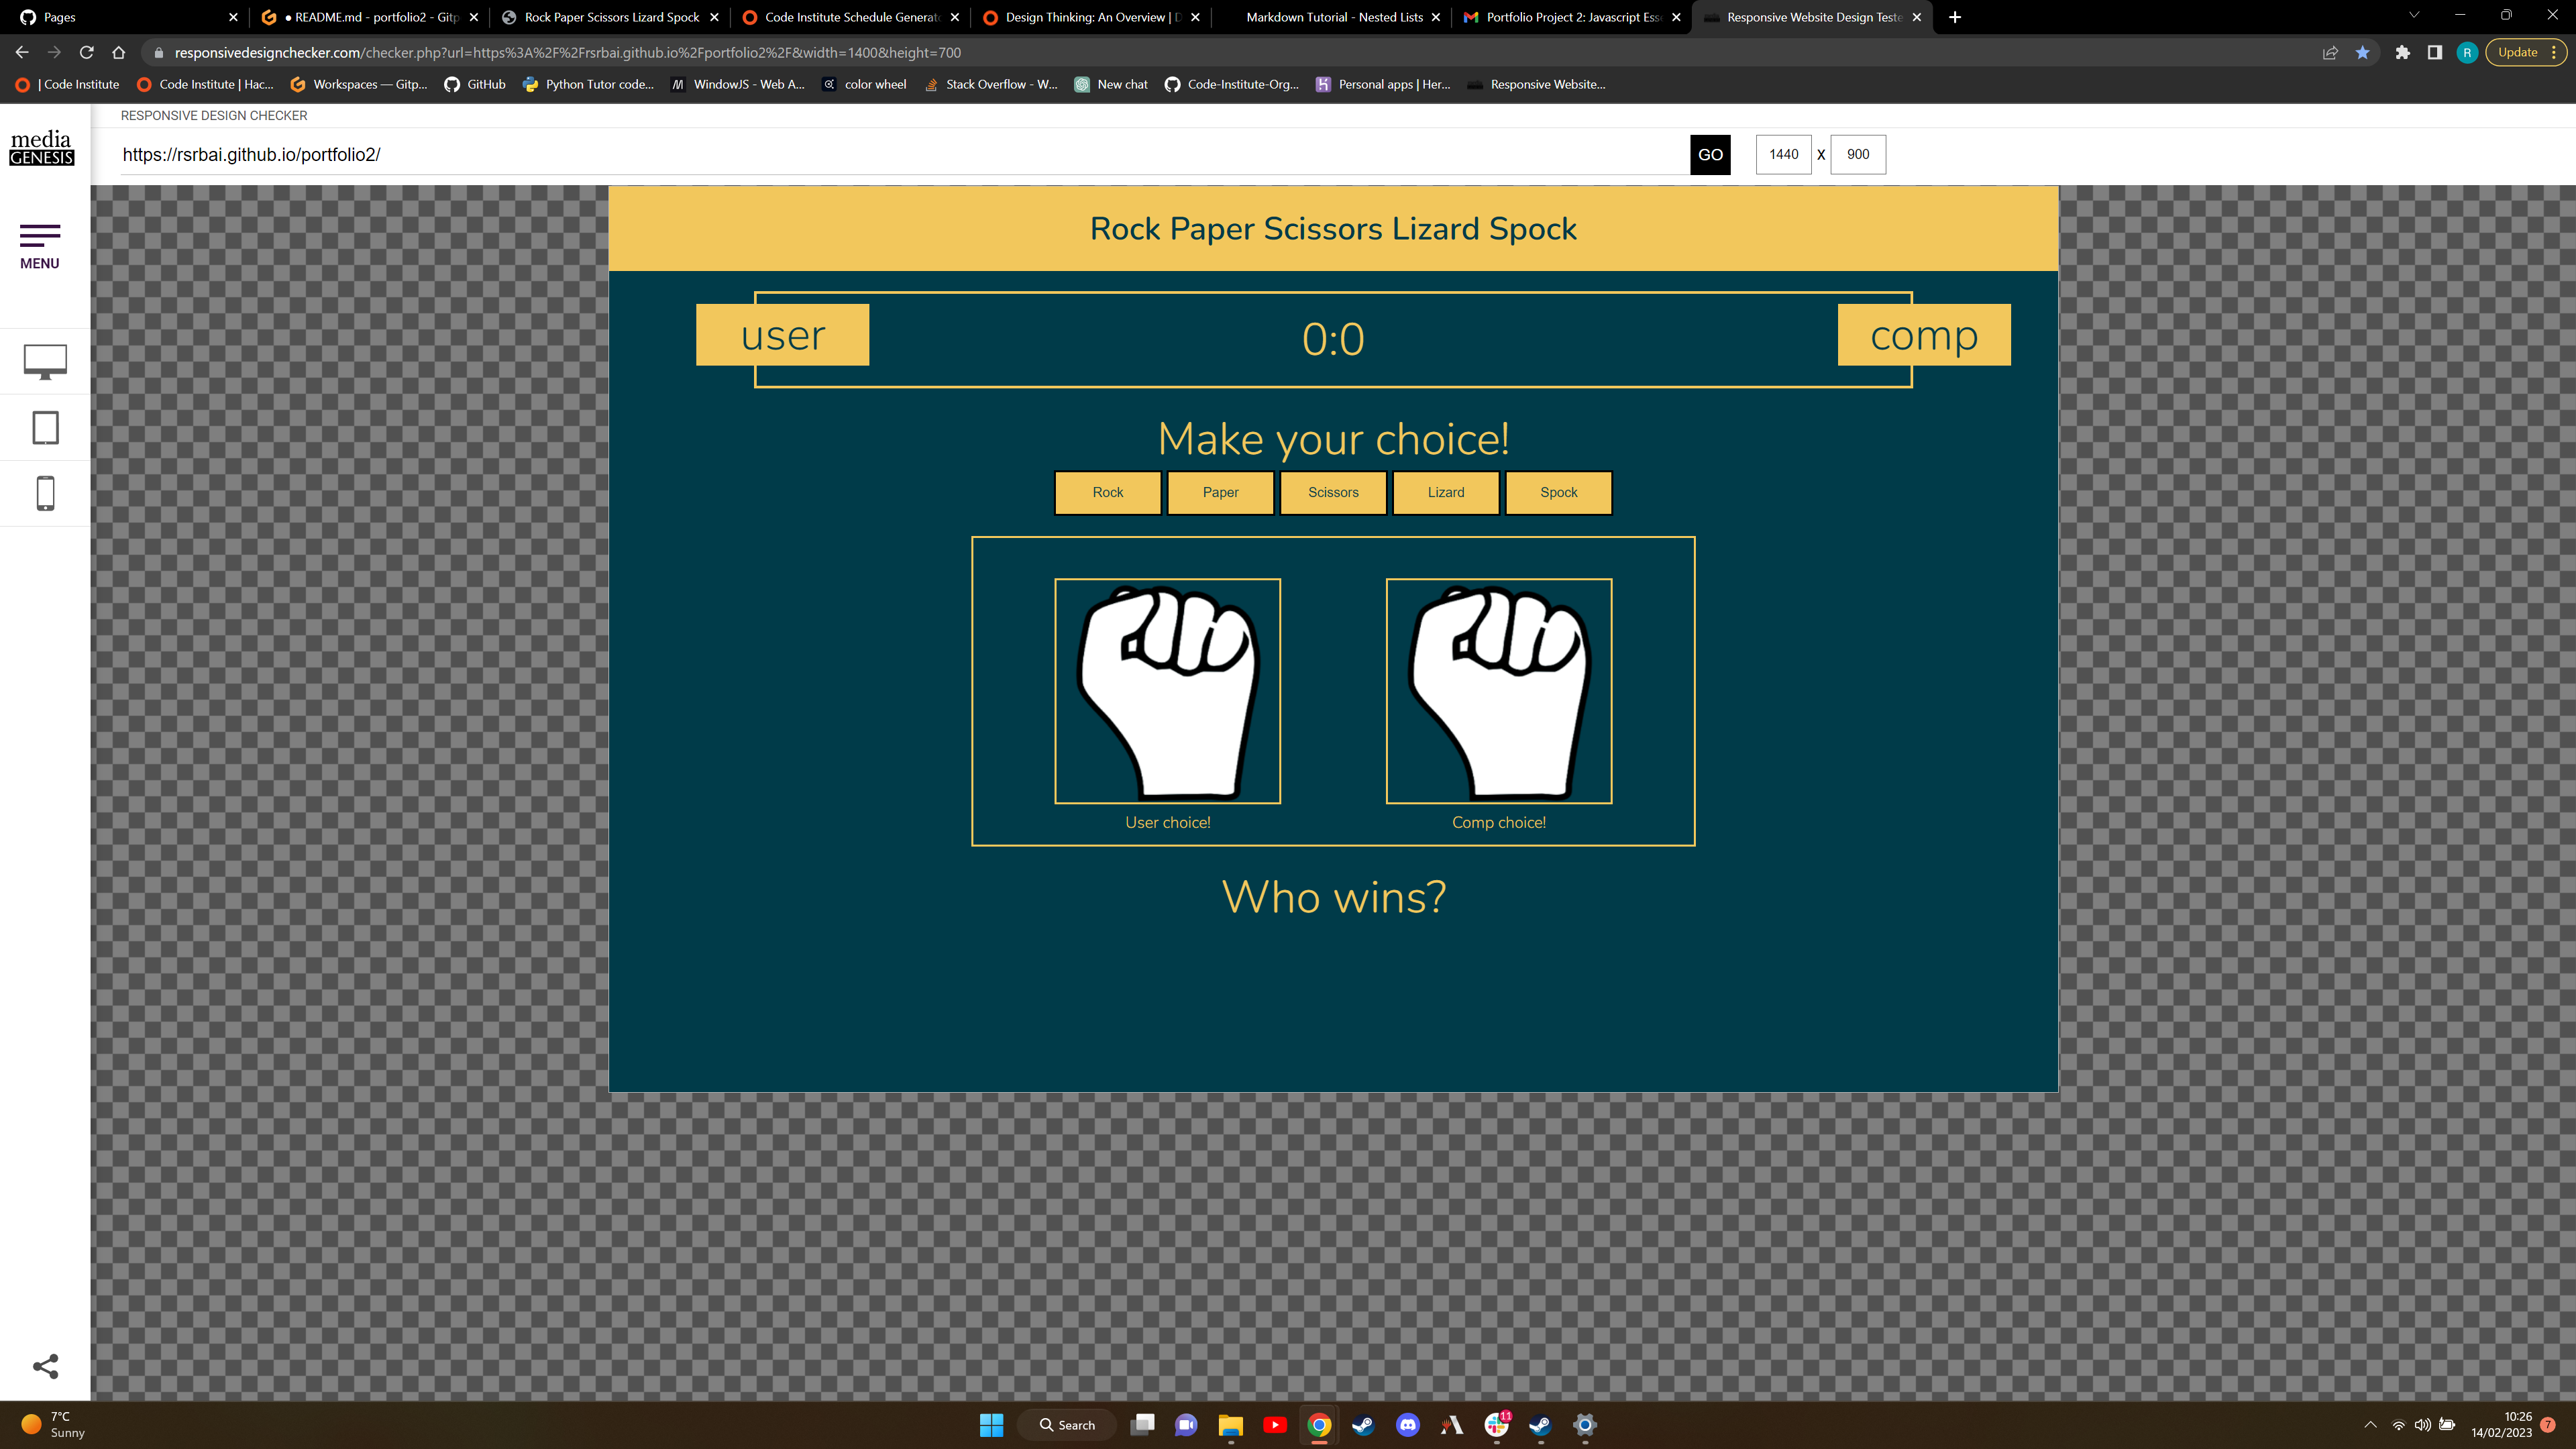 Pages
● README.md - portfolio2 - Gitp
Rock Paper Scissors Lizard Spock
Code Institute Schedule Generat
Design Thinking: An Overview | D
Markdown Tutorial - Nested Lists
Portfolio Project 2: Javascript Ess
Responsive Website Design Teste
responsivedesignchecker.com/checker.php?url=https%3A%2F%2Frsrbai.github.io%2Fportfolio2%2F&width=1400&height=700
R
Update
| Code Institute
Code Institute | Hac...
Workspaces — Gitp...
GitHub
Python Tutor code...
WindowJS - Web A...
color wheel
Stack Overflow - W...
New chat
Code-Institute-Org...
Personal apps | Her...
Responsive Website...
media
GENESIS
RESPONSIVE DESIGN CHECKER
https://rsrbai.github.io/portfolio2/
GO
1440 X 900
MENU
Rock Paper Scissors Lizard Spock
user
0:0
comp
Make your choice!
Rock
Paper
Scissors
Lizard
Spock
User choice!
Comp choice!
Who wins?
7°C
Sunny
Search
11
10:26
14/02/2023
7